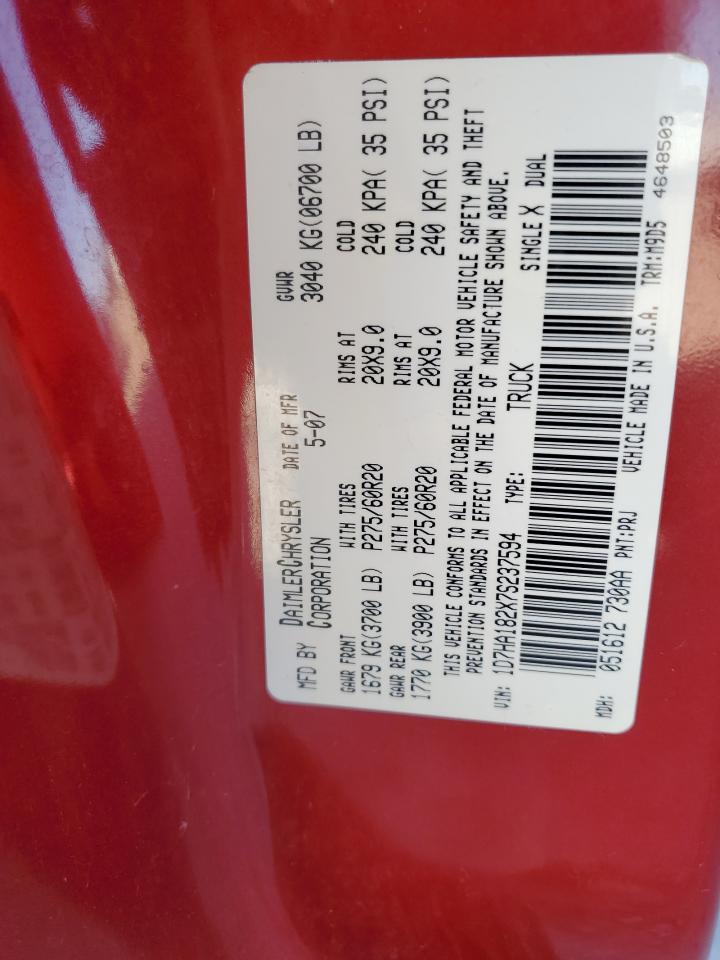 MFD BY DAIMLERCHRYSLER CORPORATION DATE OF MFR 5-07 GVWR 3040 KG(06700 LB)
GAWR FRONT WITH TIRES RIMS AT COLD
1679 KG(3700 LB) P275/60R20 20X9.0 240 KPA( 35 PSI)
GAWR REAR WITH TIRES RIMS AT COLD
1770 KG(3900 LB) P275/60R20 20X9.0 240 KPA( 35 PSI)
THIS VEHICLE CONFORMS TO ALL APPLICABLE FEDERAL MOTOR VEHICLE SAFETY AND THEFT
PREVENTION STANDARDS IN EFFECT ON THE DATE OF MANUFACTURE SHOWN ABOVE.
VIN: 1D7HA182X7S237594 TYPE: TRUCK SINGLE X DUAL
MDH: 051612 730AA PNT:PRJ VEHICLE MADE IN U.S.A. TRM:M9D5 4648503